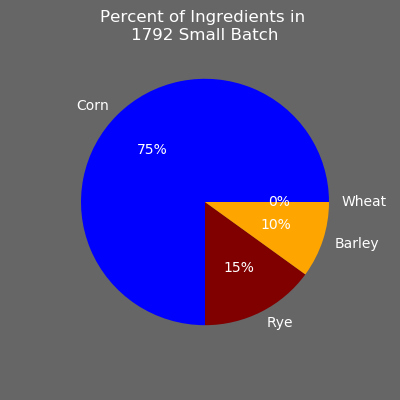 Percent of Ingredients in
1792 Small Batch
Corn
75%
0%
Wheat
10%
Barley
15%
Rye